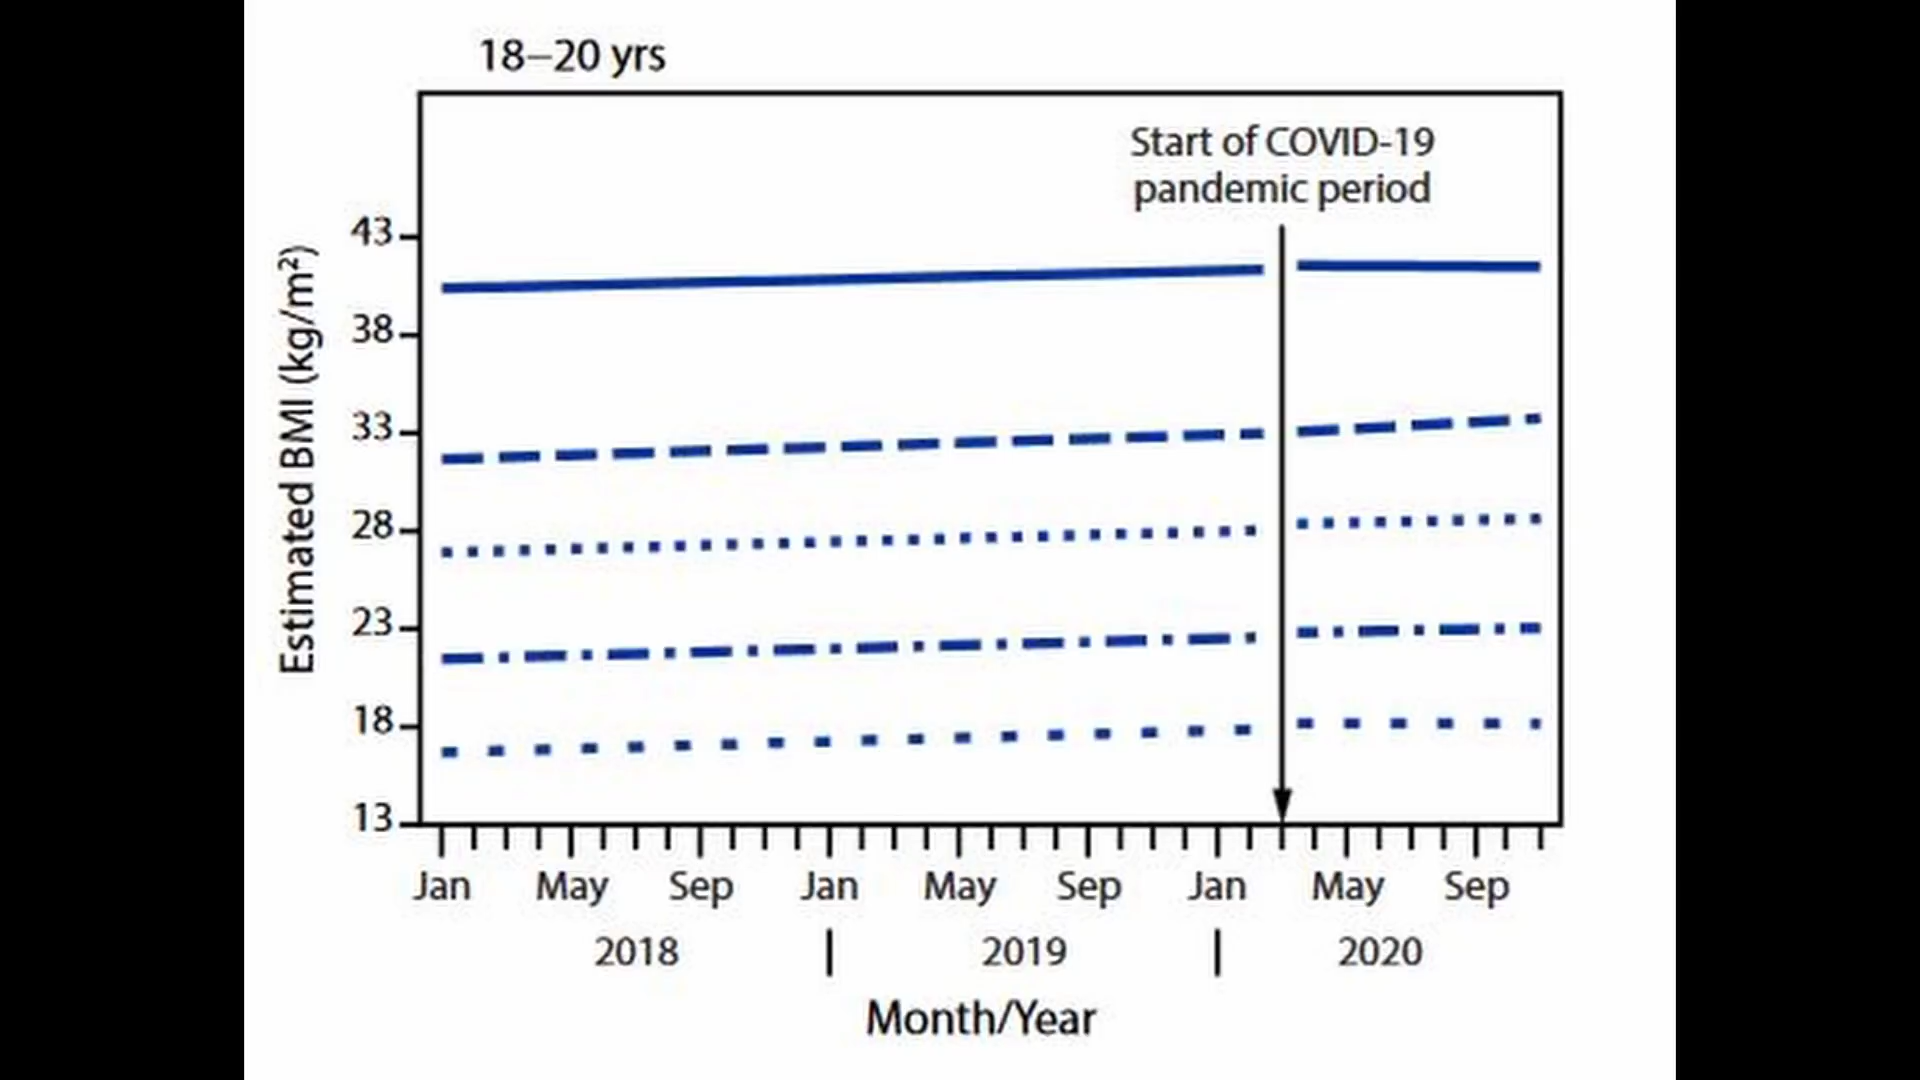 18–20 yrs
Start of COVID-19
pandemic period
Estimated BMI (kg/m²)
43
38
33
28
23
18
13
Jan May Sep Jan May Sep Jan May Sep
2018 2019 2020
Month/Year